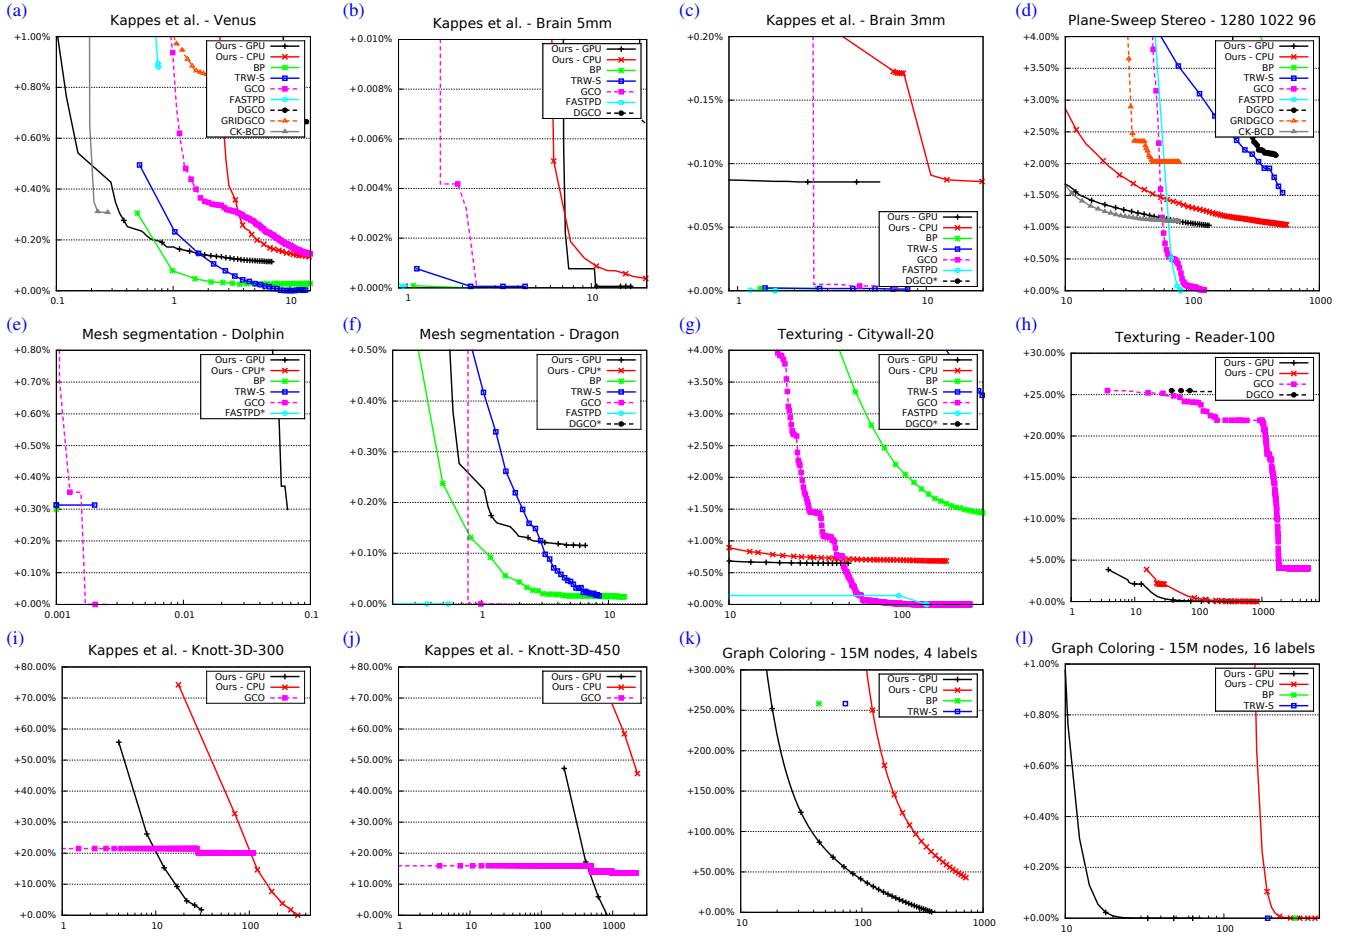 (a)
Kappes et al. - Venus
+1.00%
+0.80%
+0.60%
+0.40%
+0.20%
+0.00%
0.1
1
10
Ours - GPU
Ours - CPU
BP
TRW-S
GCO
FASTPD
DGCO
GRIDGCO
CK-BCD
(b)
Kappes et al. - Brain 5mm
+0.010%
+0.008%
+0.006%
+0.004%
+0.002%
+0.000%
1
10
Ours - GPU
Ours - CPU
BP
TRW-S
GCO
FASTPD
DGCO
(c)
Kappes et al. - Brain 3mm
+0.20%
+0.15%
+0.10%
+0.05%
+0.00%
1
10
Ours - GPU
Ours - CPU
BP
TRW-S
GCO
FASTPD
DGCO*
(d)
Plane-Sweep Stereo - 1280 1022 96
+4.00%
+3.50%
+3.00%
+2.50%
+2.00%
+1.50%
+1.00%
+0.50%
+0.00%
10
100
1000
Ours - GPU
Ours - CPU
BP
TRW-S
GCO
FASTPD
DGCO
GRIDGCO
CK-BCD
(e)
Mesh segmentation - Dolphin
+0.80%
+0.70%
+0.60%
+0.50%
+0.40%
+0.30%
+0.20%
+0.10%
+0.00%
0.001
0.01
0.1
Ours - GPU
Ours - CPU*
BP
TRW-S
GCO
FASTPD*
(f)
Mesh segmentation - Dragon
+0.50%
+0.40%
+0.30%
+0.20%
+0.10%
+0.00%
1
10
Ours - GPU
Ours - CPU*
BP
TRW-S
GCO
FASTPD
DGCO*
(g)
Texturing - Citywall-20
+4.00%
+3.50%
+3.00%
+2.50%
+2.00%
+1.50%
+1.00%
+0.50%
+0.00%
10
100
Ours - GPU
Ours - CPU
BP
TRW-S
GCO
FASTPD
DGCO*
(h)
Texturing - Reader-100
+30.00%
+25.00%
+20.00%
+15.00%
+10.00%
+5.00%
+0.00%
1
10
100
1000
Ours - GPU
Ours - CPU
GCO
DGCO
(i)
Kappes et al. - Knott-3D-300
+80.00%
+70.00%
+60.00%
+50.00%
+40.00%
+30.00%
+20.00%
+10.00%
+0.00%
1
10
100
Ours - GPU
Ours - CPU
GCO
(j)
Kappes et al. - Knott-3D-450
+80.00%
+70.00%
+60.00%
+50.00%
+40.00%
+30.00%
+20.00%
+10.00%
+0.00%
1
10
100
1000
Ours - GPU
Ours - CPU
GCO
(k)
Graph Coloring - 15M nodes, 4 labels
+300.00%
+250.00%
+200.00%
+150.00%
+100.00%
+50.00%
+0.00%
10
100
1000
Ours - GPU
Ours - CPU
BP
TRW-S
(l)
Graph Coloring - 15M nodes, 16 labels
+1.00%
+0.80%
+0.60%
+0.40%
+0.20%
+0.00%
10
100
Ours - GPU
Ours - CPU
BP
TRW-S